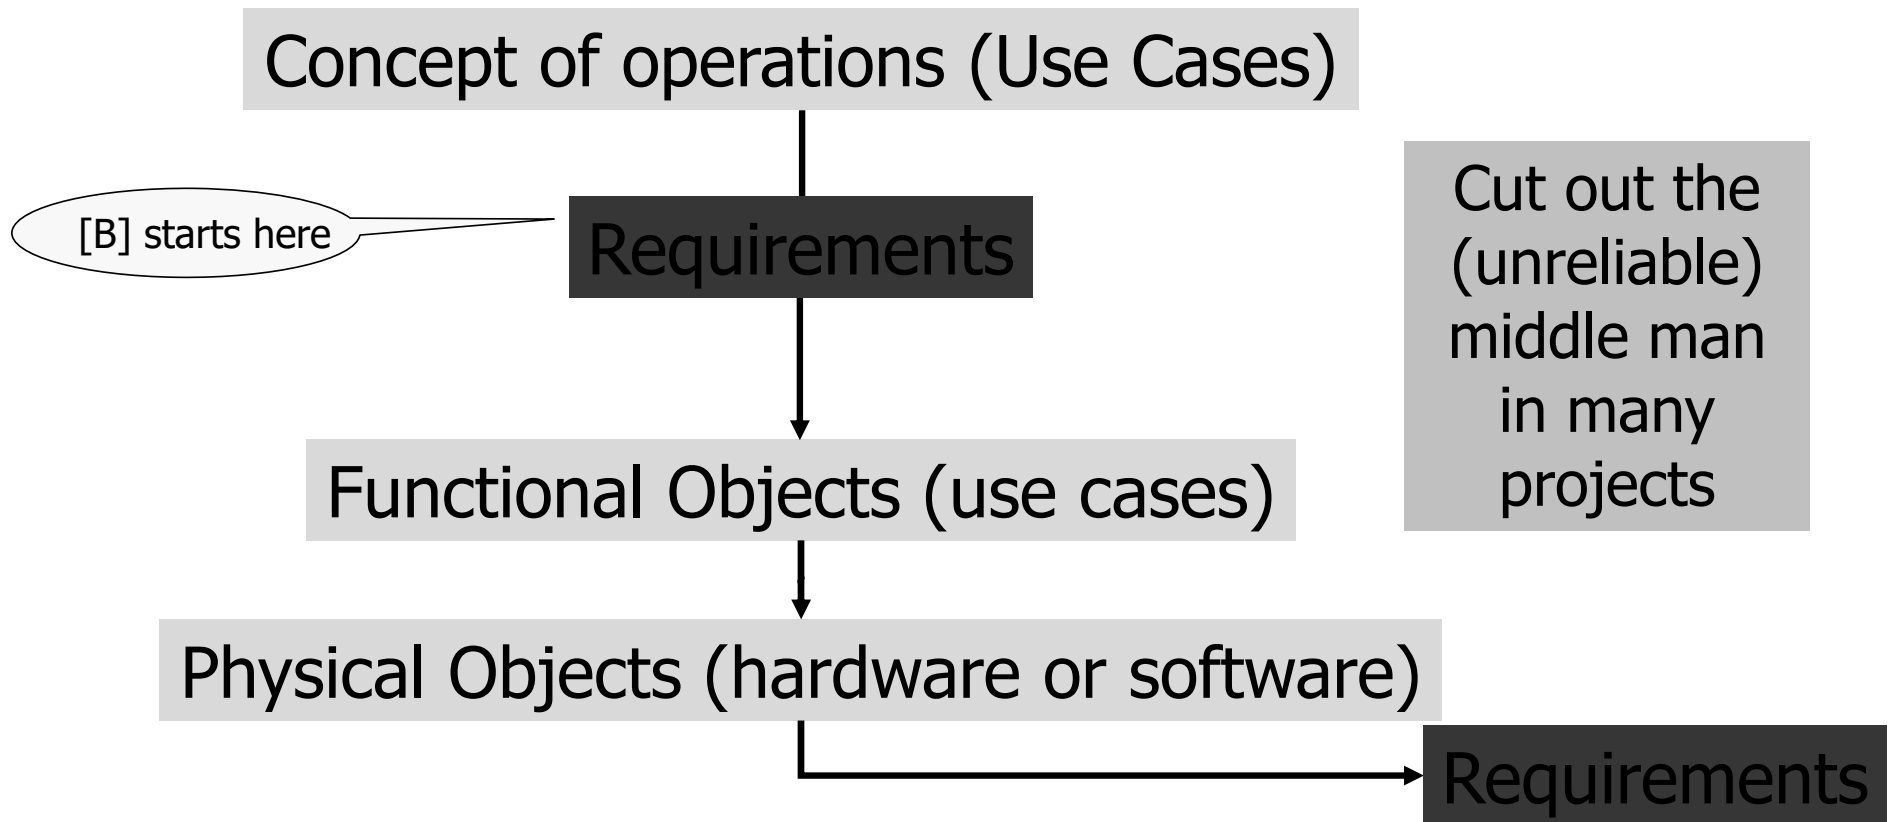 Concept of operations (Use Cases)
[B] starts here
Requirements
Cut out the
(unreliable)
middle man
in many
projects
Functional Objects (use cases)
Physical Objects (hardware or software)
Requirements